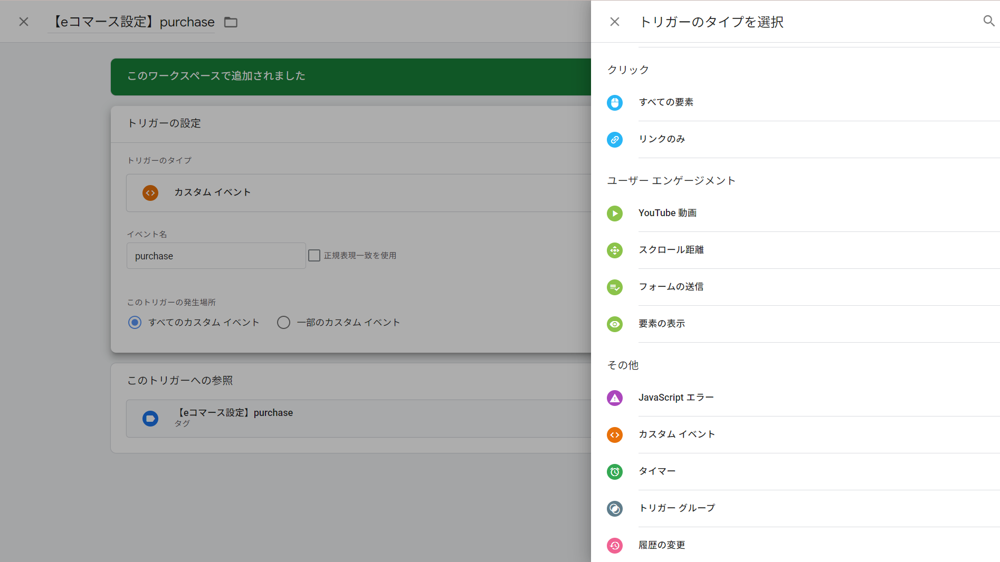 【eコマース設定】purchase
このワークスペースで追加されました
トリガーの設定
トリガーのタイプ
カスタム イベント
イベント名
purchase
正規表現一致を使用
このトリガーの発生場所
すべてのカスタム イベント
一部のカスタム イベント
このトリガーへの参照
【eコマース設定】purchase
タグ
トリガーのタイプを選択
クリック
すべての要素
リンクのみ
ユーザー エンゲージメント
YouTube 動画
スクロール距離
フォームの送信
要素の表示
その他
JavaScript エラー
カスタム イベント
タイマー
トリガー グループ
履歴の変更